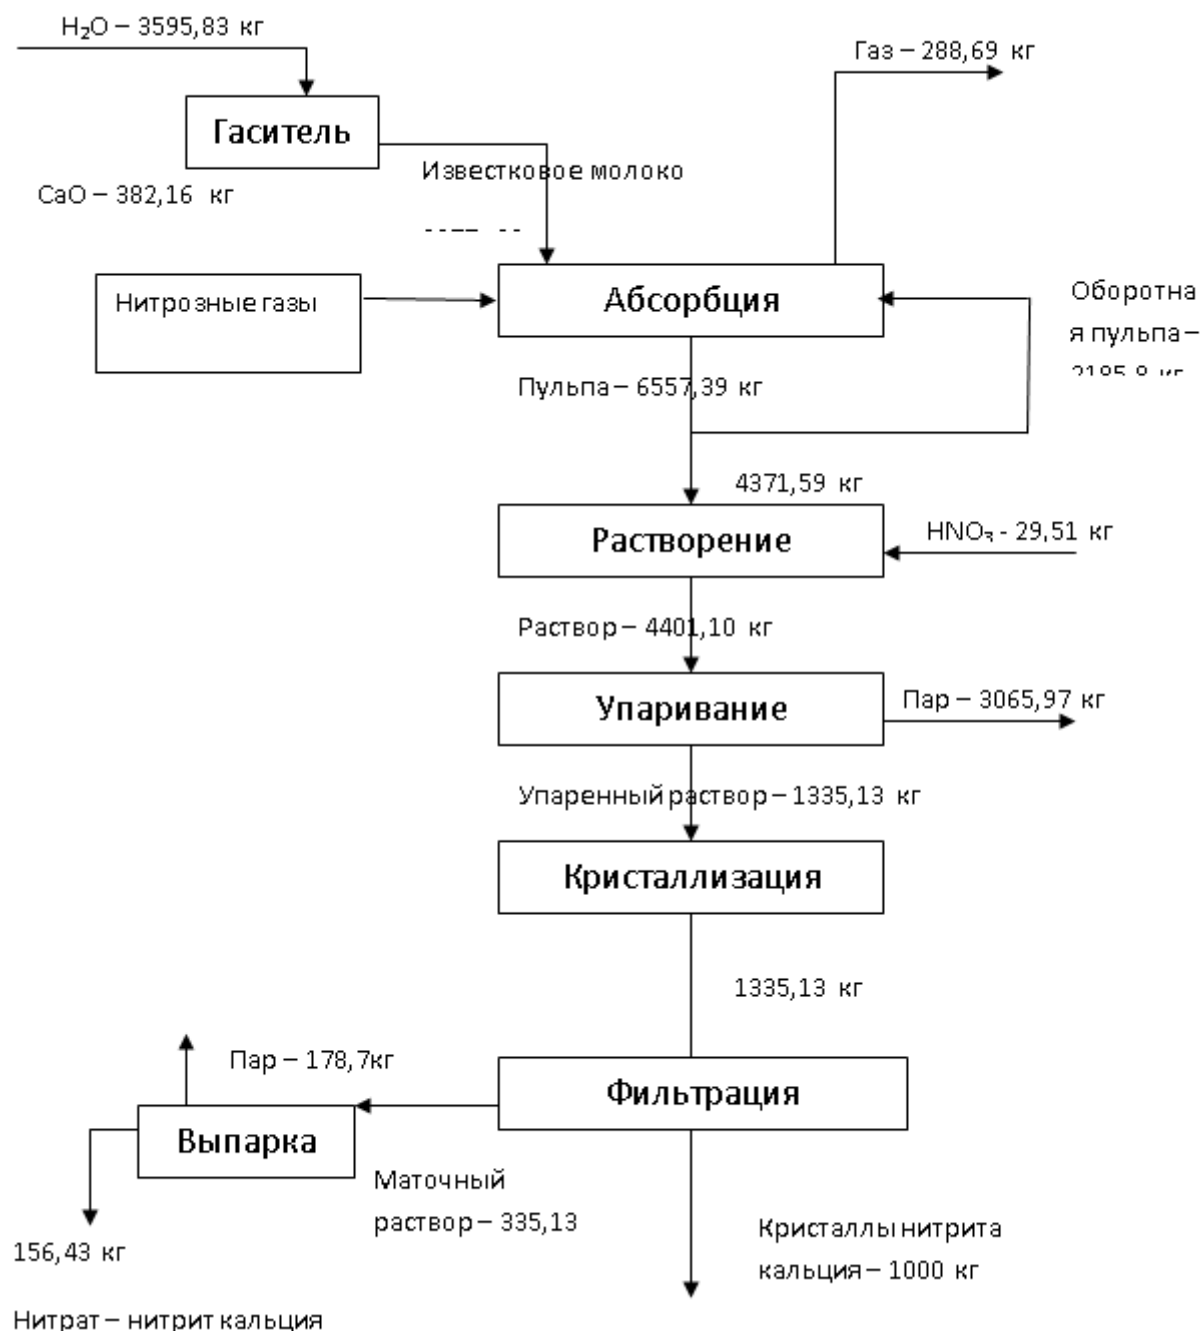 H₂O – 3595,83 кг
Газ – 288,69 кг
Гаситель
Известковое молоко
CaO – 382,16 кг
Нитрозные газы
Абсорбция
Оборотна
я пульпа –
Пульпа – 6557,39 кг
4371,59 кг
Растворение
HNO₃ - 29,51 кг
Раствор – 4401,10 кг
Упаривание
Пар – 3065,97 кг
Упаренный раствор – 1335,13 кг
Кристаллизация
1335,13 кг
Пар – 178,7кг
Фильтрация
Выпарка
Маточный
раствор – 335,13
Кристаллы нитрита
кальция – 1000 кг
156,43 кг
Нитрат – нитрит кальция